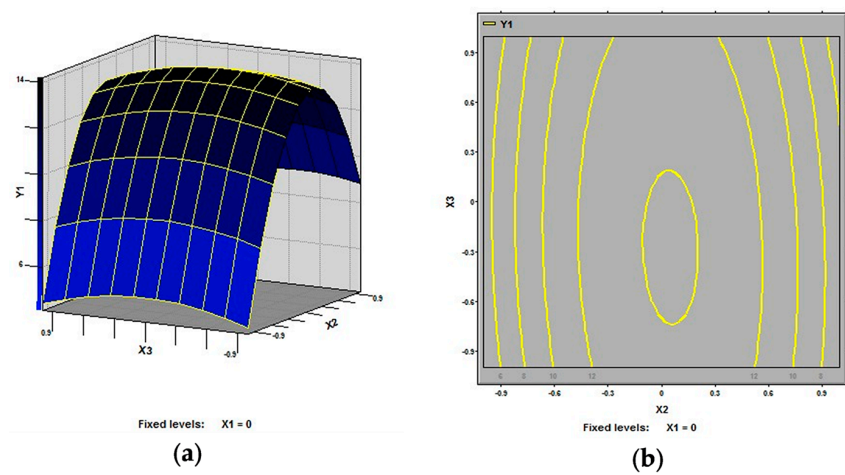 14
Y1
6
0.9
X3
-0.9
-0.9
X2
0.9
Fixed levels: X1 = 0
(a)
Y1
0.9
0.6
0.3
X3
0
-0.3
-0.6
-0.9
6 8 10 12 12 10 8
-0.9 -0.6 -0.3 0 0.3 0.6 0.9
X2
Fixed levels: X1 = 0
(b)